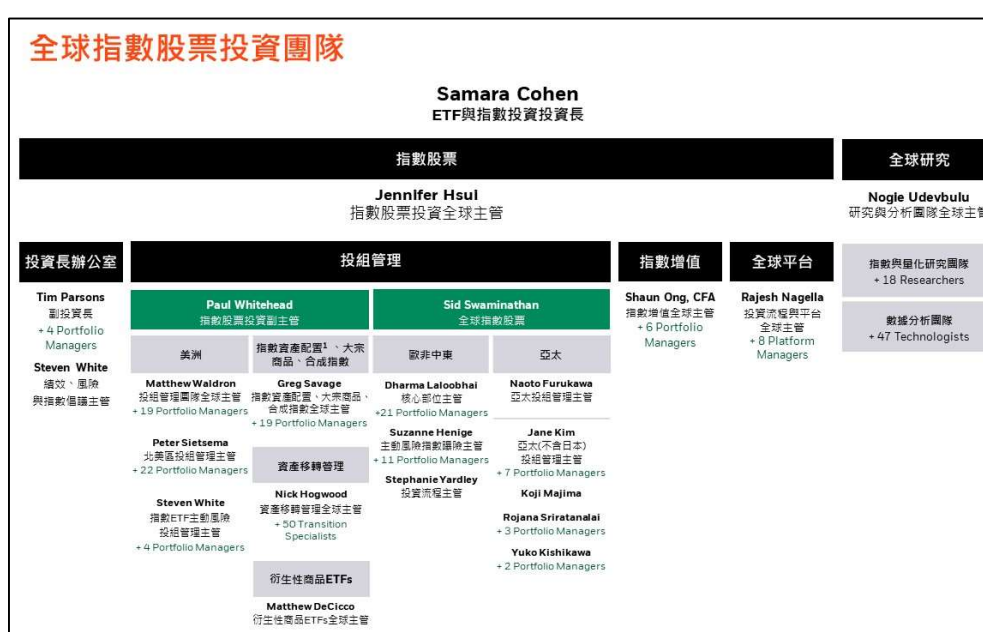 全球指數股票投資團隊
Samara Cohen
ETF與指數投資投資長
指數股票
全球研究
Jennifer Hsui
指數股票投資全球主管
Nogie Udevbulu
研究與分析團隊全球主管
投資長辦公室
Tim Parsons
副投資長
+ 4 Portfolio
Managers
Steven White
績效、風險
與指數倡議主管
投組管理
Paul Whitehead
指數股票投資副主管
美洲
Matthew Waldron
投組管理團隊全球主管
+ 19 Portfolio Managers
Peter Sietsema
北美區投組管理主管
+ 22 Portfolio Managers
Steven White
指數ETF主動風險
投組管理主管
+ 4 Portfolio Managers
指數資產配置¹、大宗
商品、合成指數
Greg Savage
指數資產配置、大宗商品、
合成指數全球主管
+ 19 Portfolio Managers
資產移轉管理
Nick Hogwood
資產移轉管理全球主管
+ 50 Transition
Specialists
衍生性商品ETFs
Matthew DeCicco
衍生性商品ETFs全球主管
Sid Swaminathan
全球指數股票
歐非中東
Dharma Laloobhai
核心部位主管
+21 Portfolio Managers
Suzanne Henige
主動風險指數曝險主管
+ 11 Portfolio Managers
Stephanie Yardley
投資流程主管
亞太
Naoto Furukawa
亞太投組管理主管
Jane Kim
亞太(不含日本)
投組管理主管
+ 7 Portfolio Managers
Koji Majima
Rojana Sriratanalai
+ 3 Portfolio Managers
Yuko Kishikawa
+ 2 Portfolio Managers
指數增值
Shaun Ong, CFA
指數增值全球主管
+ 6 Portfolio
Managers
全球平台
Rajesh Nagella
投資流程與平台
全球主管
+ 8 Platform
Managers
指數與量化研究團隊
+ 18 Researchers
數據分析團隊
+ 47 Technologists